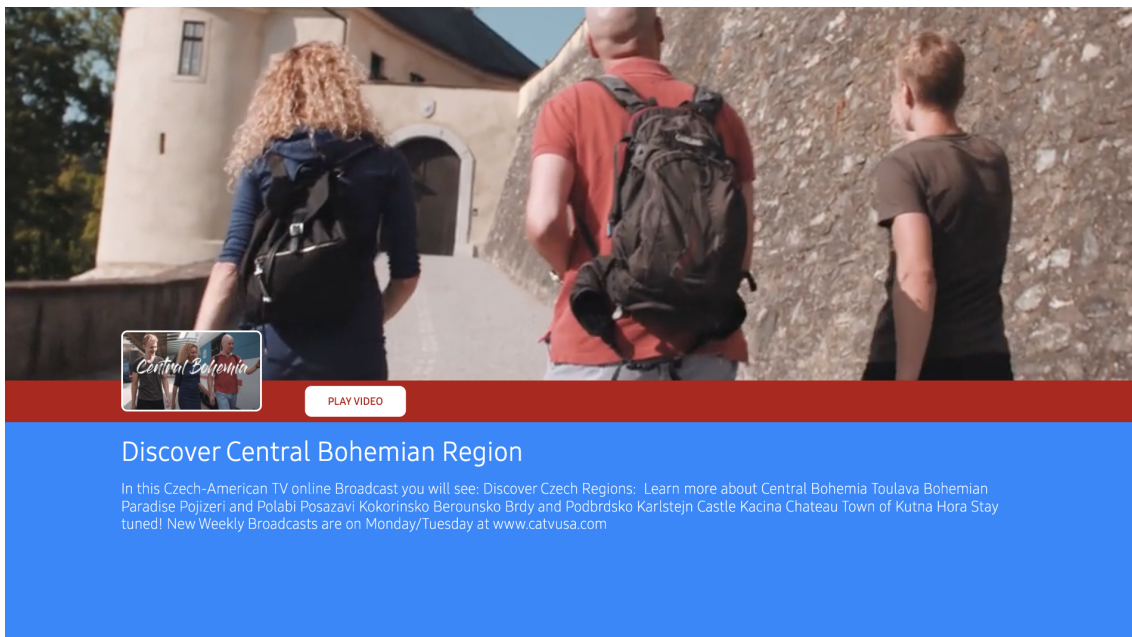 Central Bohemia
PLAY VIDEO
Discover Central Bohemian Region
In this Czech-American TV online Broadcast you will see: Discover Czech Regions:  Learn more about Central Bohemia Toulava Bohemian
Paradise Pojizeri and Polabi Posazavi Kokorinsko Berounsko Brdy and Podbrdsko Karlstejn Castle Kacina Chateau Town of Kutna Hora Stay
tuned! New Weekly Broadcasts are on Monday/Tuesday at www.catvusa.com